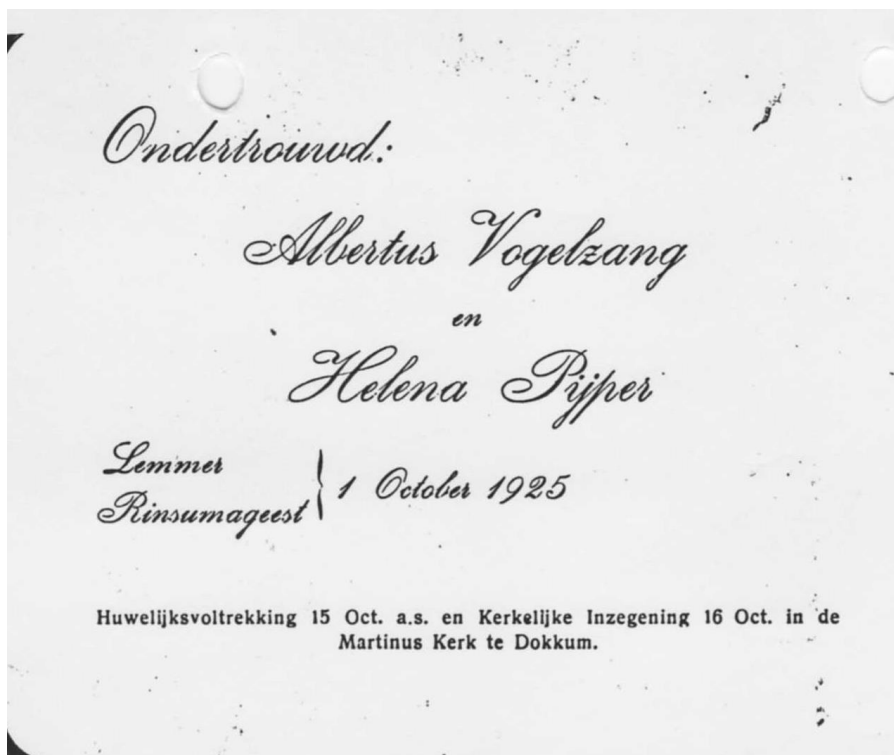 Ondertrouwd:
Albertus Vogelzang
en
Helena Pijper
Lemmer
Rinsumageest } 1 October 1925
Huwelijksvoltrekking 15 Oct. a.s. en Kerkelijke Inzegening 16 Oct. in de
Martinus Kerk te Dokkum.